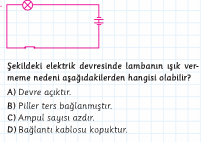 Şekildeki elektrik devresinde lambanın ışık ver-
meme nedeni aşağıdakilerden hangisi olabilir?
A) Devre açıktır.
B) Piller ters bağlanmıştır.
C) Ampul sayısı azdır.
D) Bağlantı kablosu kopuktur.